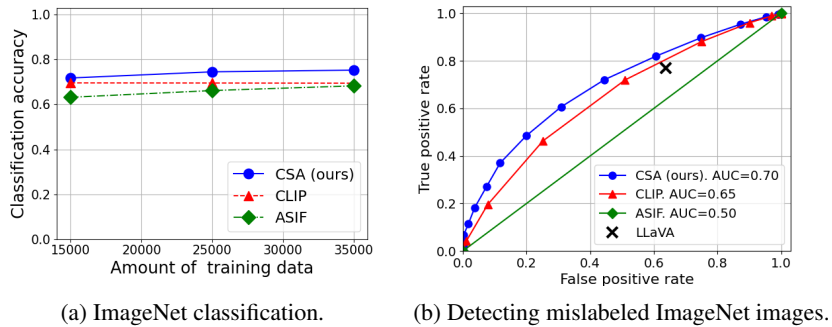 Classification accuracy
1.0
0.8
0.6
0.4
0.2
0.0
15000 20000 25000 30000 35000
Amount of training data
CSA (ours)
CLIP
ASIF
(a) ImageNet classification.
True positive rate
1.0
0.8
0.6
0.4
0.2
0.0
0.0 0.2 0.4 0.6 0.8 1.0
False positive rate
CSA (ours). AUC=0.70
CLIP. AUC=0.65
ASIF. AUC=0.50
LLaVA
(b) Detecting mislabeled ImageNet images.